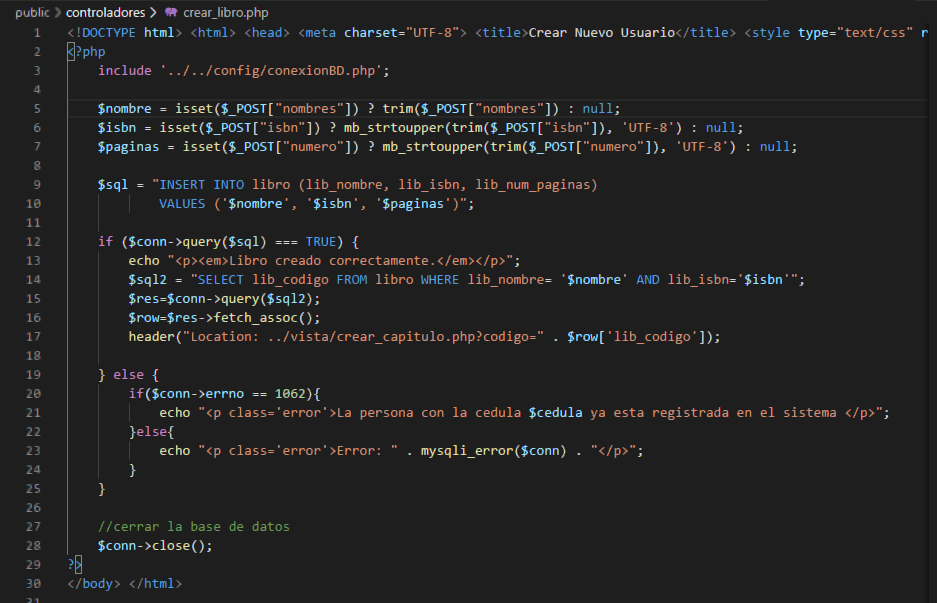 public > controladores > crear_libro.php
1 <!DOCTYPE html> <html> <head> <meta charset="UTF-8"> <title>Crear Nuevo Usuario</title> <style type="text/css" r
2 <?php
3 include '../../config/conexionBD.php';
4
5 $nombre = isset($_POST["nombres"]) ? trim($_POST["nombres"]) : null;
6 $isbn = isset($_POST["isbn"]) ? mb_strtoupper(trim($_POST["isbn"]), 'UTF-8') : null;
7 $paginas = isset($_POST["numero"]) ? mb_strtoupper(trim($_POST["numero"]), 'UTF-8') : null;
8
9 $sql = "INSERT INTO libro (lib_nombre, lib_isbn, lib_num_paginas)
10 VALUES ('$nombre', '$isbn', '$paginas')";
11
12 if ($conn->query($sql) === TRUE) {
13 echo "<p><em>Libro creado correctamente.</em></p>";
14 $sql2 = "SELECT lib_codigo FROM libro WHERE lib_nombre= '$nombre' AND lib_isbn='$isbn'";
15 $res=$conn->query($sql2);
16 $row=$res->fetch_assoc();
17 header("Location: ../vista/crear_capitulo.php?codigo=" . $row['lib_codigo']);
18
19 } else {
20 if($conn->errno == 1062){
21 echo "<p class='error'>La persona con la cedula $cedula ya esta registrada en el sistema </p>";
22 }else{
23 echo "<p class='error'>Error: " . mysqli_error($conn) . "</p>";
24 }
25 }
26
27 //cerrar la base de datos
28 $conn->close();
29 ?>
30 </body> </html>
31